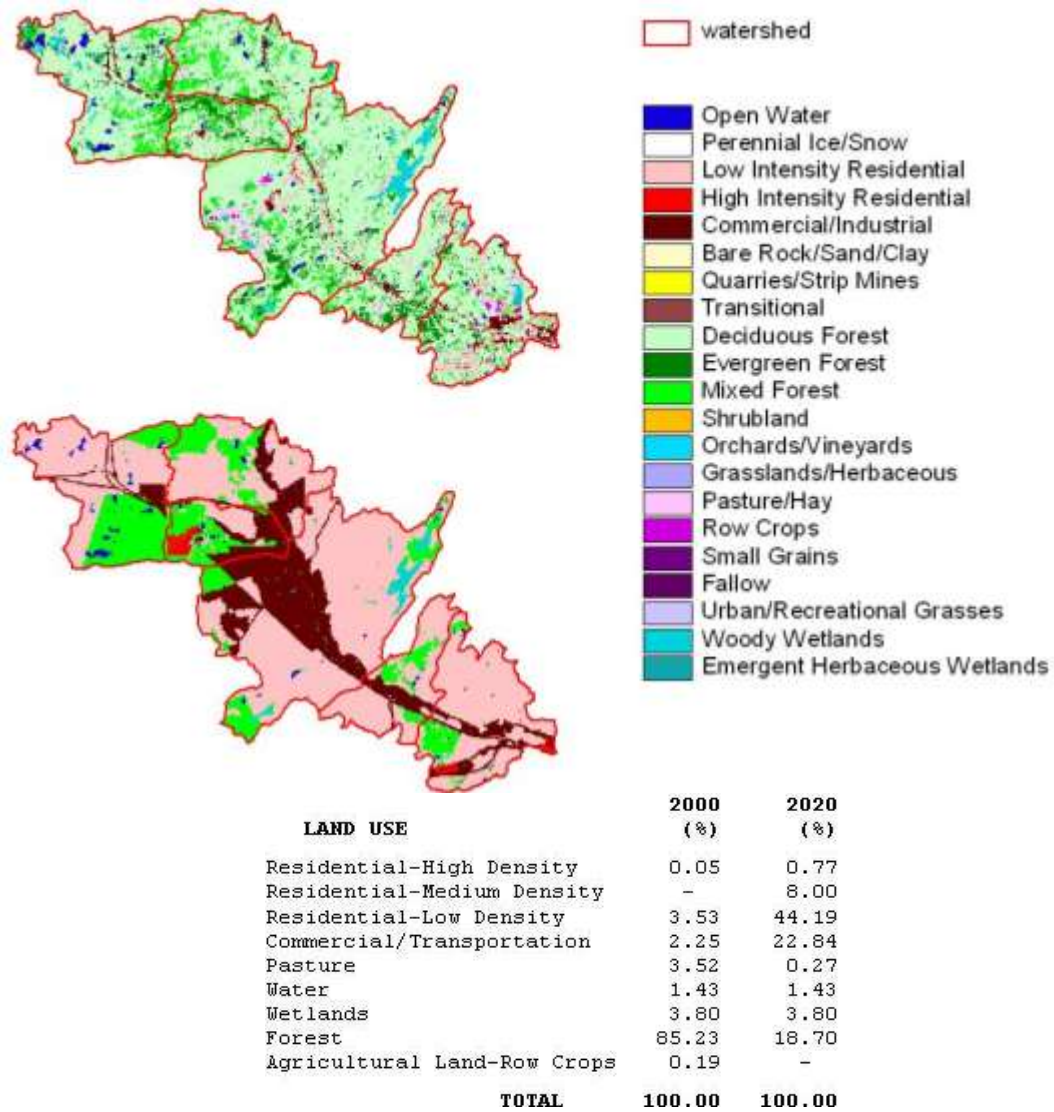 watershed
Open Water
Perennial Ice/Snow
Low Intensity Residential
High Intensity Residential
Commercial/Industrial
Bare Rock/Sand/Clay
Quarries/Strip Mines
Transitional
Deciduous Forest
Evergreen Forest
Mixed Forest
Shrubland
Orchards/Vineyards
Grasslands/Herbaceous
Pasture/Hay
Row Crops
Small Grains
Fallow
Urban/Recreational Grasses
Woody Wetlands
Emergent Herbaceous Wetlands
2000 2020
LAND USE (%) (%)
Residential-High Density 0.05 0.77
Residential-Medium Density - 8.00
Residential-Low Density 3.53 44.19
Commercial/Transportation 2.25 22.84
Pasture 3.52 0.27
Water 1.43 1.43
Wetlands 3.80 3.80
Forest 85.23 18.70
Agricultural Land-Row Crops 0.19 -
TOTAL 100.00 100.00